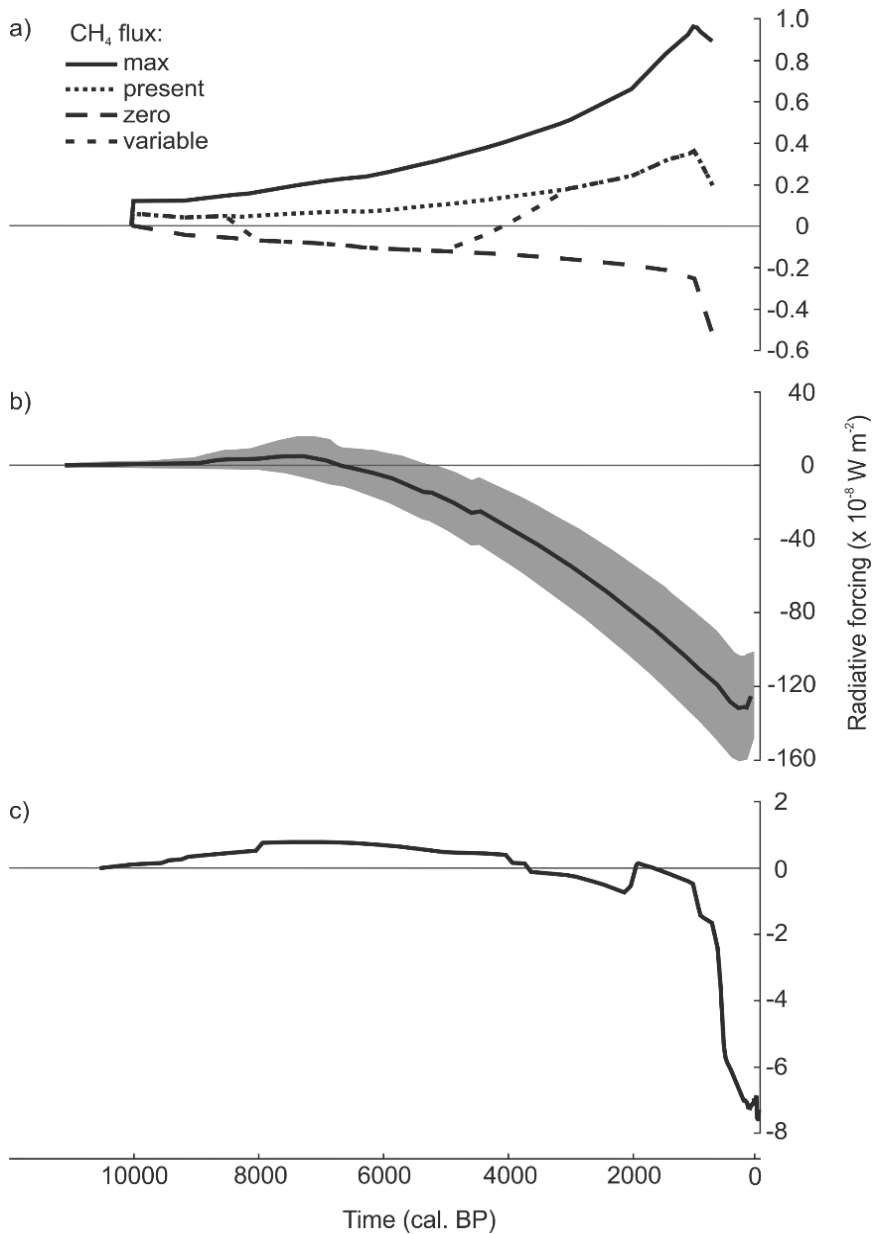 a)
CH₄ flux:
max
present
zero
variable
1.0
0.8
0.6
0.4
0.2
0
-0.2
-0.4
-0.6
b)
40
0
-40
-80
-120
-160
Radiative forcing (x 10⁻⁸ W m⁻²)
c)
2
0
-2
-4
-6
-8
10000 8000 6000 4000 2000 0
Time (cal. BP)